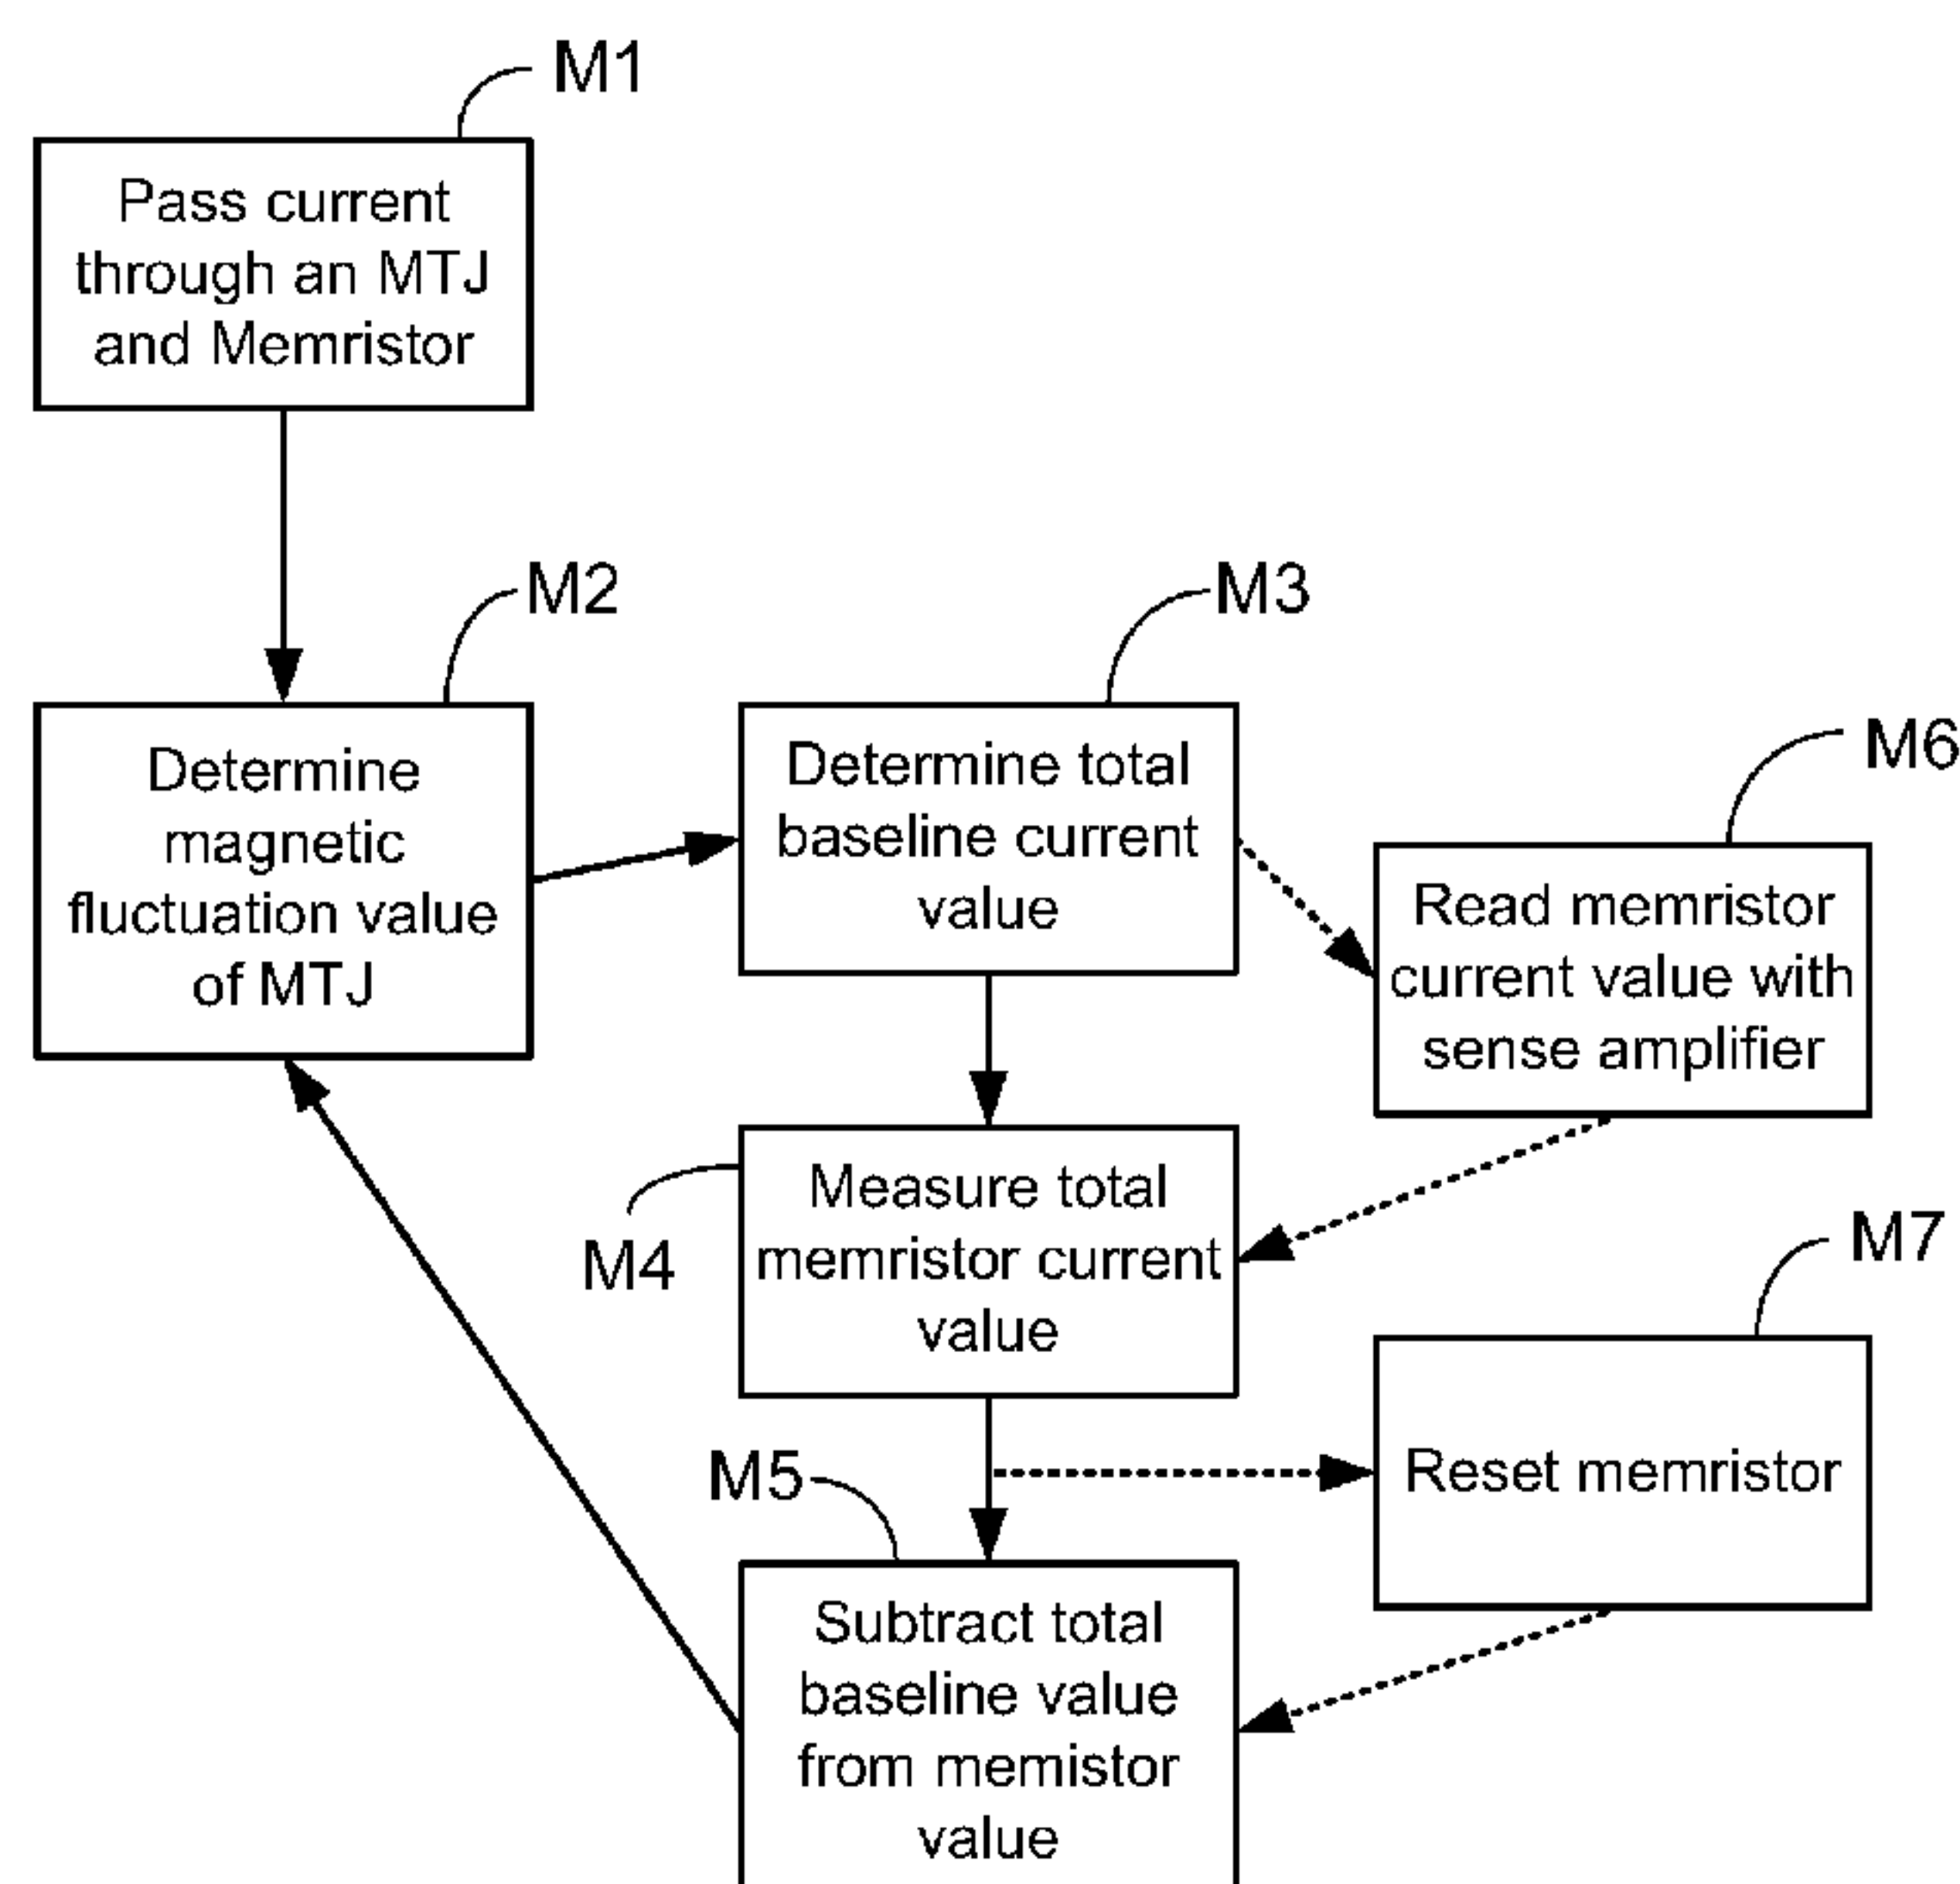 M1
Pass current
through an MTJ
and Memristor
M2
Determine
magnetic
fluctuation value
of MTJ
M3
Determine total
baseline current
value
M6
Read memristor
current value with
sense amplifier
M4
Measure total
memristor current
value
M7
Reset memristor
M5
Subtract total
baseline value
from memistor
value